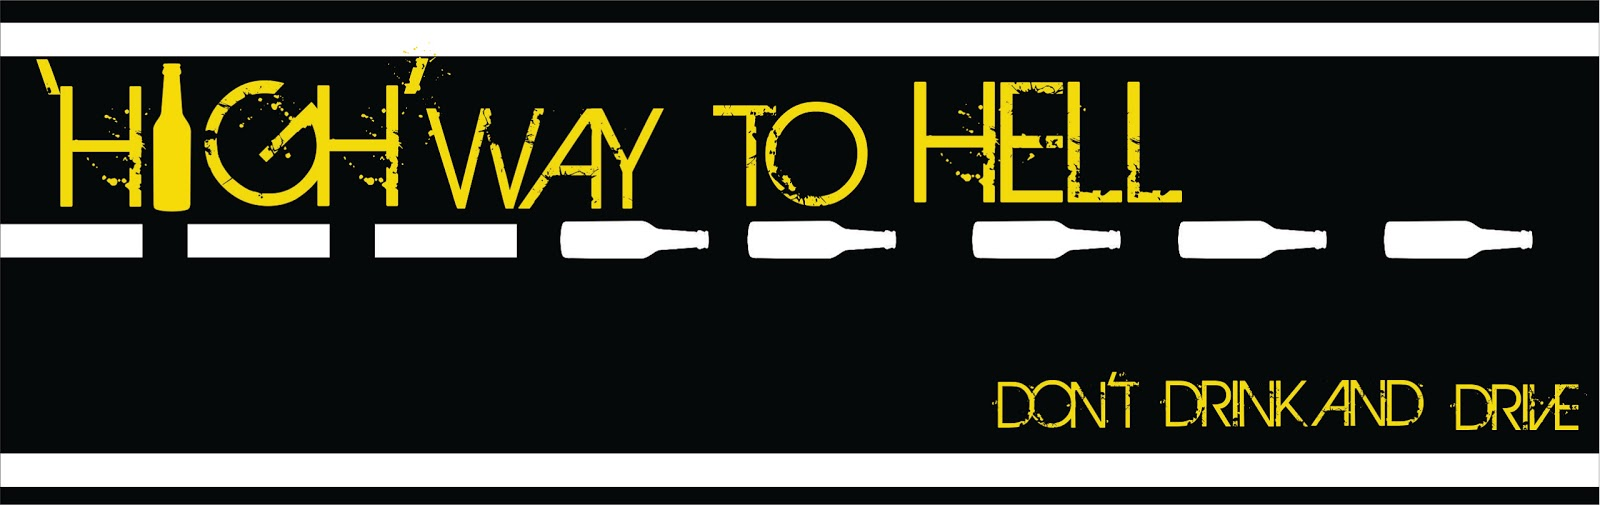 'HIGH'WAY TO HELL
DON'T DRINK AND DRIVE